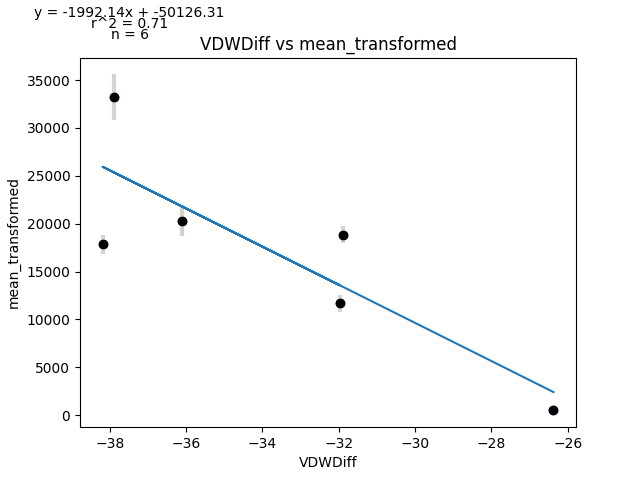 y = -1992.14x + -50126.31
r^2 = 0.71
n = 6
VDWDiff vs mean_transformed
35000
30000
25000
20000
15000
10000
5000
0
mean_transformed
−38
−36
−34
−32
−30
−28
−26
VDWDiff